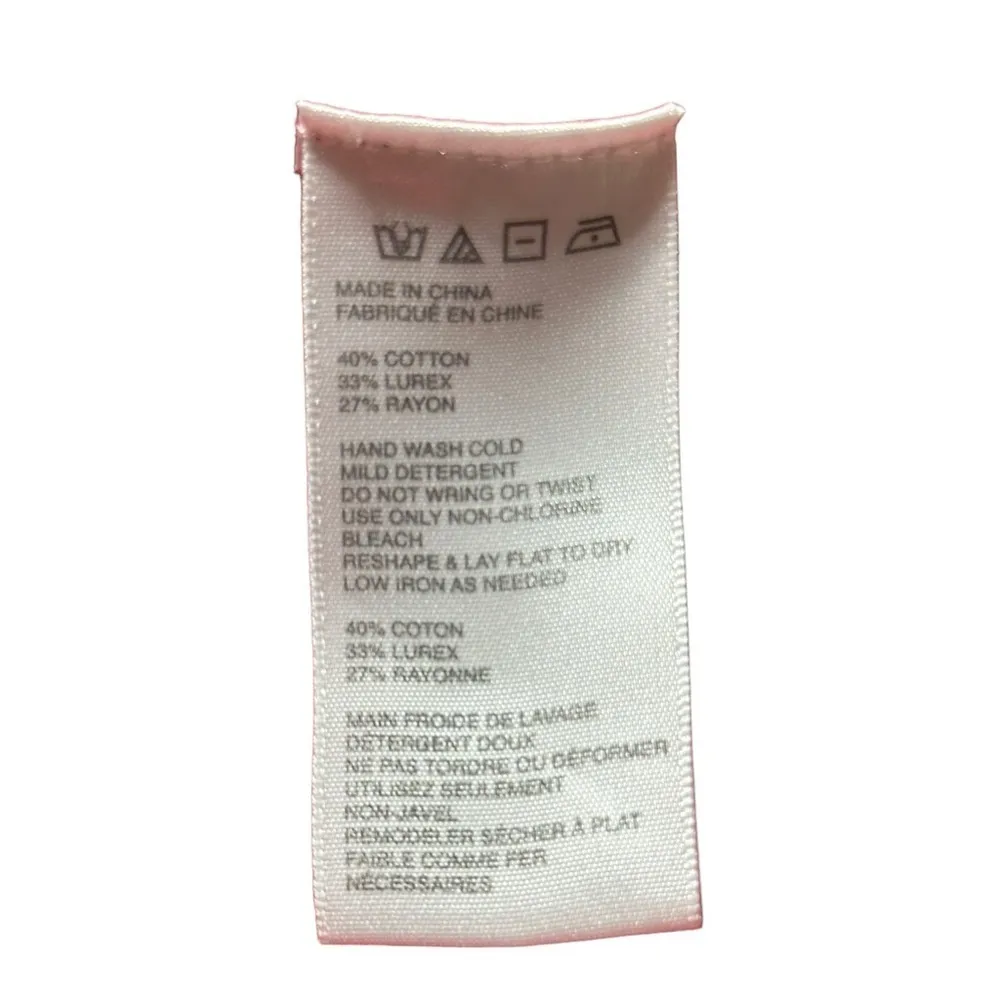 MADE IN CHINA
FABRIQUÉ EN CHINE
40% COTTON
33% LUREX
27% RAYON
HAND WASH COLD
MILD DETERGENT
DO NOT WRING OR TWIST
USE ONLY NON-CHLORINE
BLEACH
RESHAPE & LAY FLAT TO DRY
LOW IRON AS NEEDED
40% COTON
33% LUREX
27% RAYONNE
MAIN FROIDE DE LAVAGE
DÉTERGENT DOUX
NE PAS TORDRE OU DÉFORMER
UTILISEZ SEULEMENT
NON-JAVEL
REMODELER SÉCHER À PLAT
FAIBLE COMME FER
NÉCESSAIRES